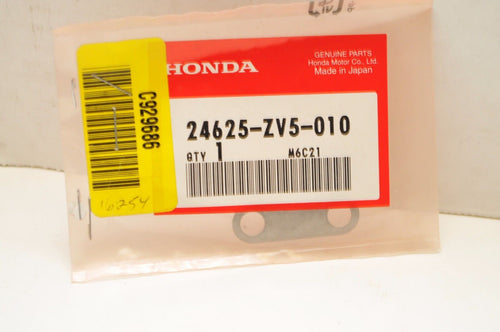 GENUINE PARTS
Honda Motor Co., Ltd.
Made in Japan
HONDA
24625-ZV5-010
QTY 1 M6C21
C929686